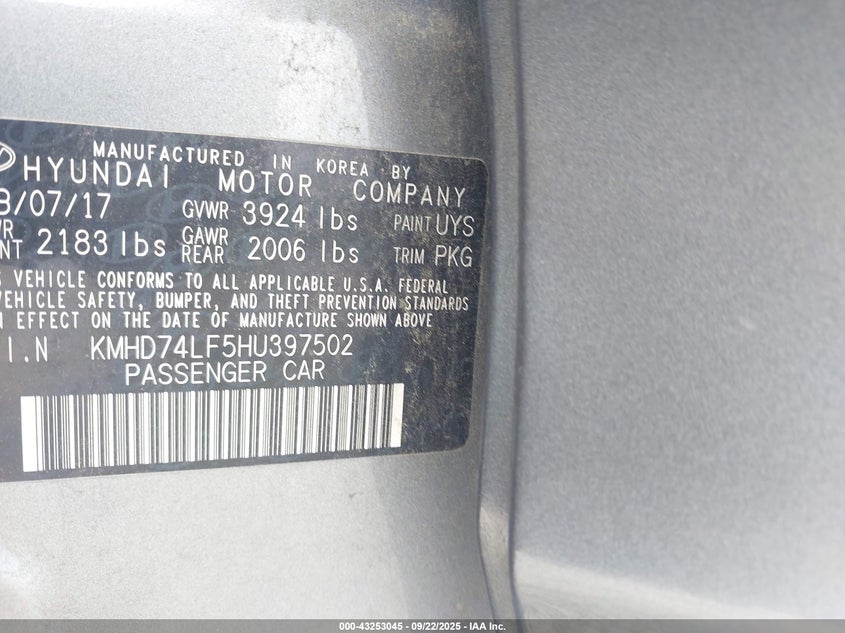 MANUFACTURED IN KOREA BY
HYUNDAI MOTOR COMPANY
/07/17 GVWR 3924 lbs PAINT UYS
2183 lbs GAWR REAR 2006 lbs TRIM PKG
VEHICLE CONFORMS TO ALL APPLICABLE U.S.A. FEDERAL
VEHICLE SAFETY, BUMPER, AND THEFT PREVENTION STANDARDS
EFFECT ON THE DATE OF MANUFACTURE SHOWN ABOVE
I.N KMHD74LF5HU397502
PASSENGER CAR
000-43253045 - 09/22/2025 - IAA Inc.